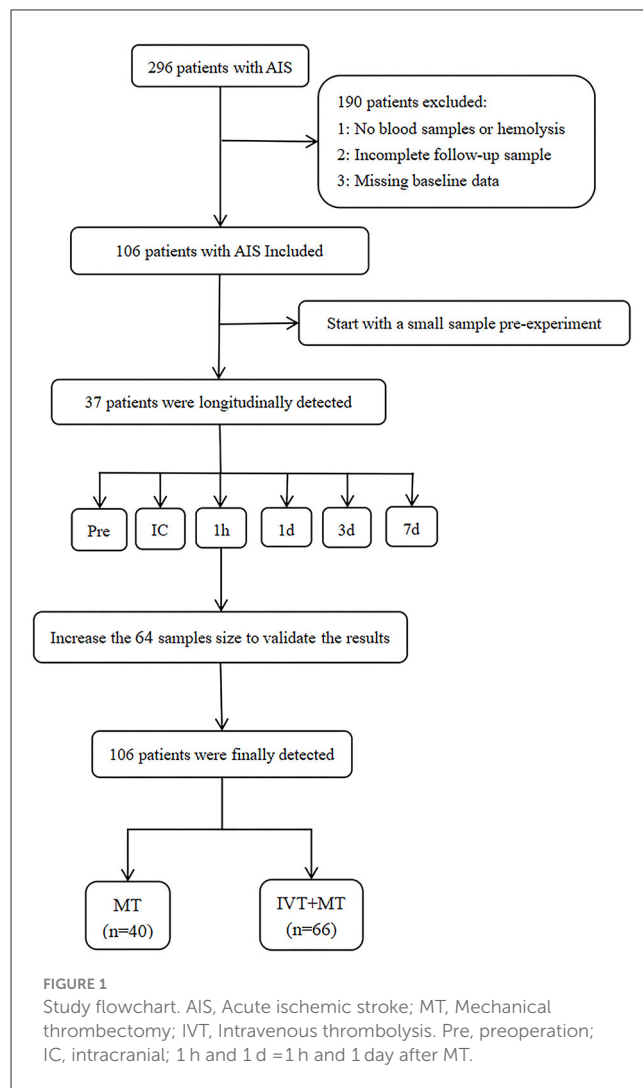 296 patients with AIS
190 patients excluded:
1: No blood samples or hemolysis
2: Incomplete follow-up sample
3: Missing baseline data
106 patients with AIS Included
Start with a small sample pre-experiment
37 patients were longitudinally detected
Pre IC 1h 1d 3d 7d
Increase the 64 samples size to validate the results
106 patients were finally detected
MT
(n=40)
IVT+MT
(n=66)
FIGURE 1
Study flowchart. AIS, Acute ischemic stroke; MT, Mechanical
thrombectomy; IVT, Intravenous thrombolysis. Pre, preoperation;
IC, intracranial; 1 h and 1 d =1 h and 1 day after MT.